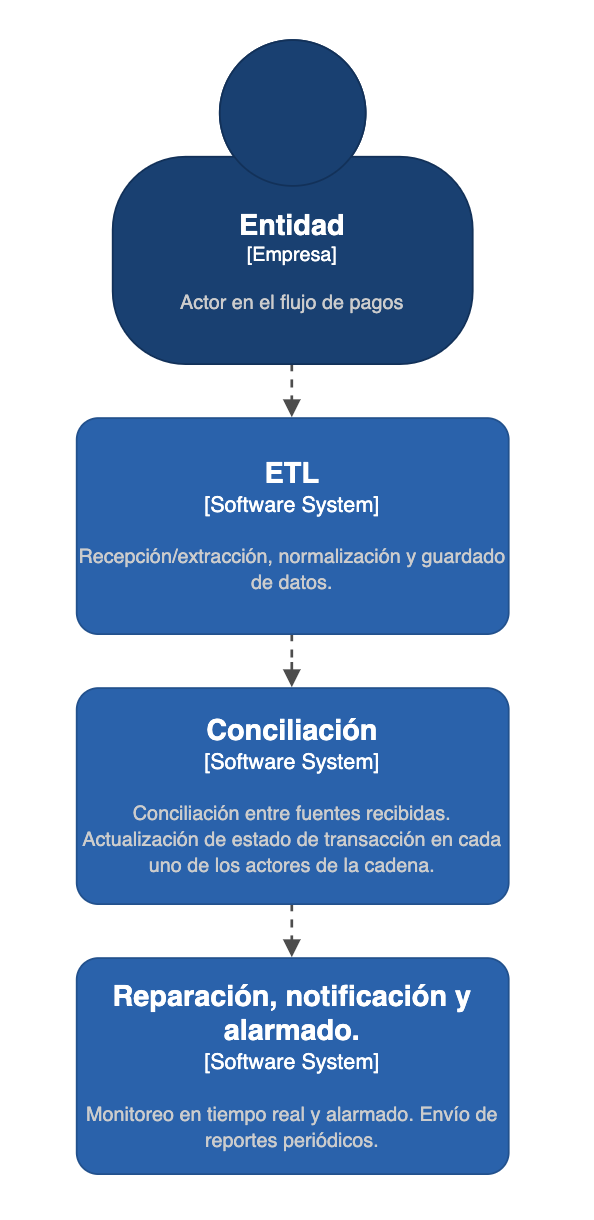 Entidad
[Empresa]
Actor en el flujo de pagos
ETL
[Software System]
Recepción/extracción, normalización y guardado
de datos.
Conciliación
[Software System]
Conciliación entre fuentes recibidas.
Actualización de estado de transacción en cada
uno de los actores de la cadena.
Reparación, notificación y
alarmado.
[Software System]
Monitoreo en tiempo real y alarmado. Envío de
reportes periódicos.